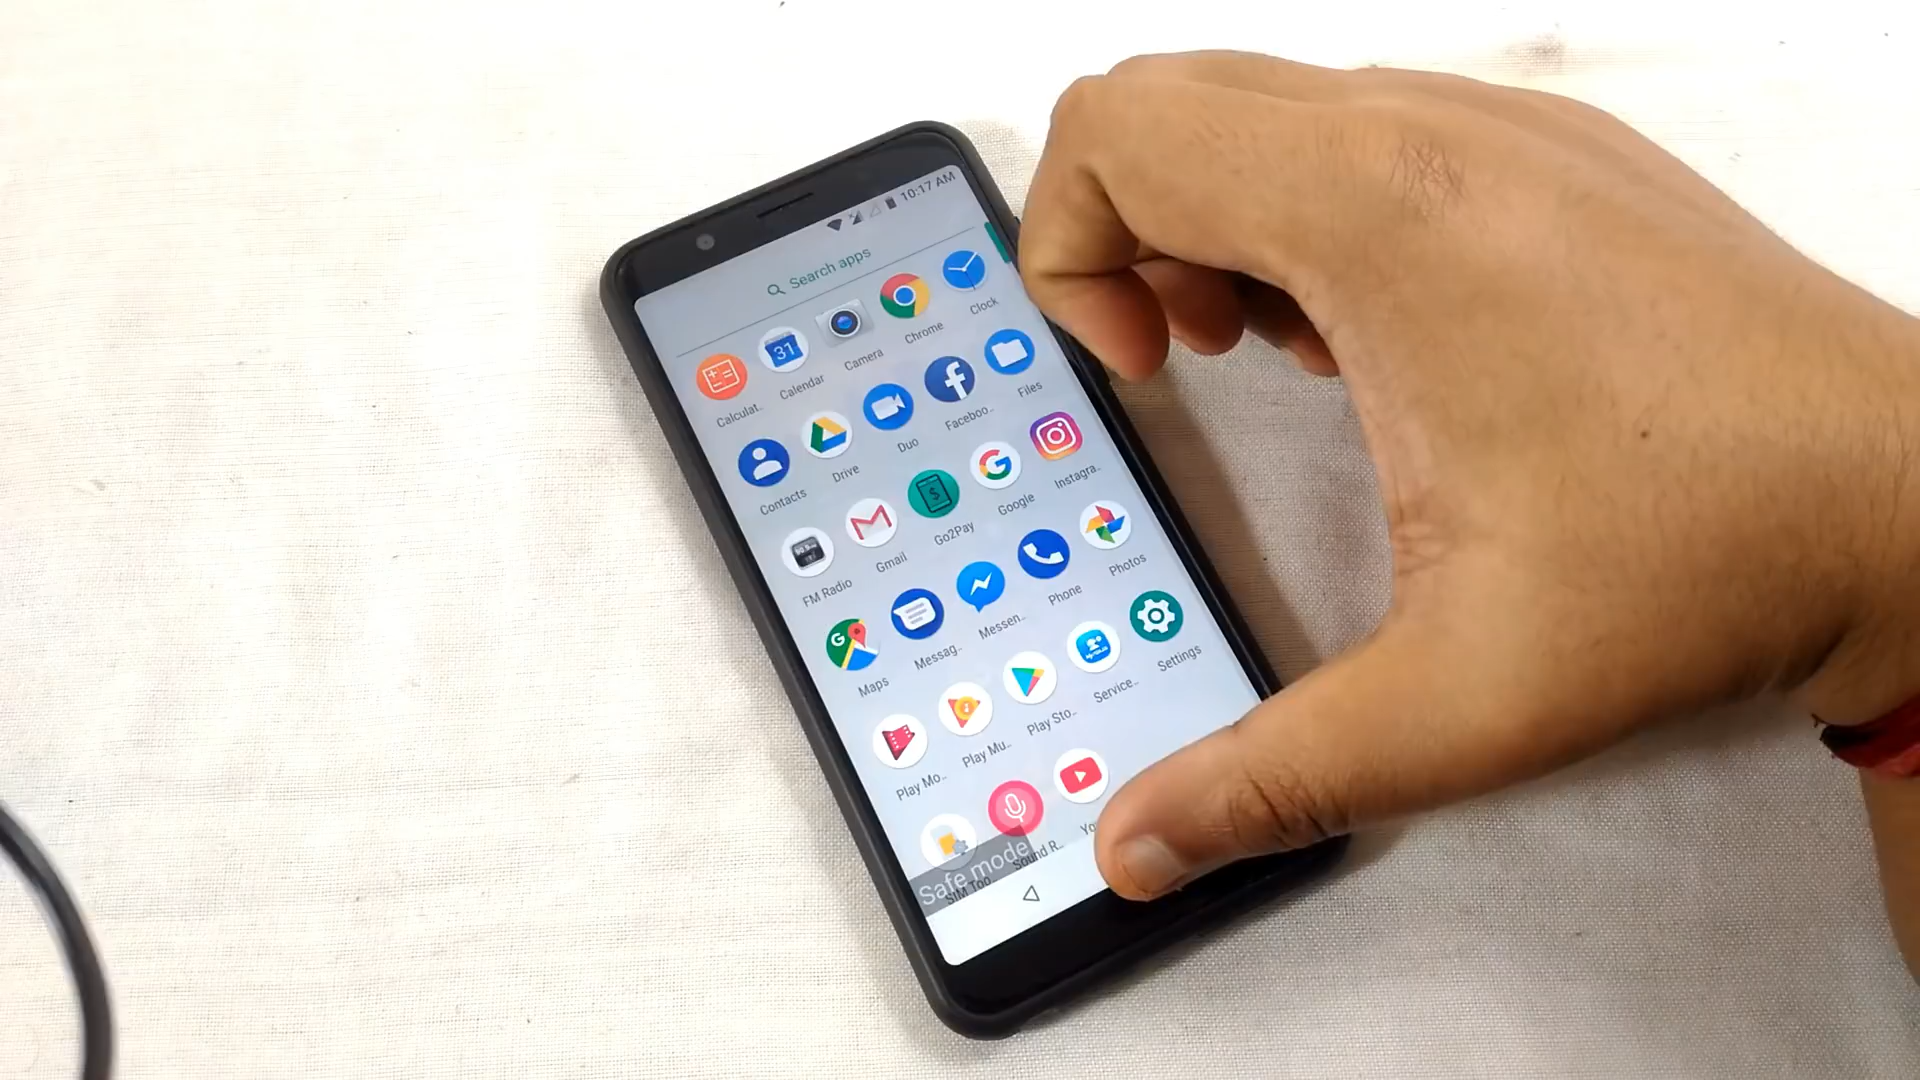 10:17 AM
Search apps
Calculat..
Calendar
31
Camera
Chrome
Clock
Contacts
Drive
Duo
Faceboo..
Files
FM Radio
Gmail
Go2Pay
Google
Instagra..
Maps
Messag..
Messen..
Phone
Photos
Play Mo..
Play Mu..
Play Sto..
Service..
Settings
SIM Too..
Sound R..
Yo
Safe mode